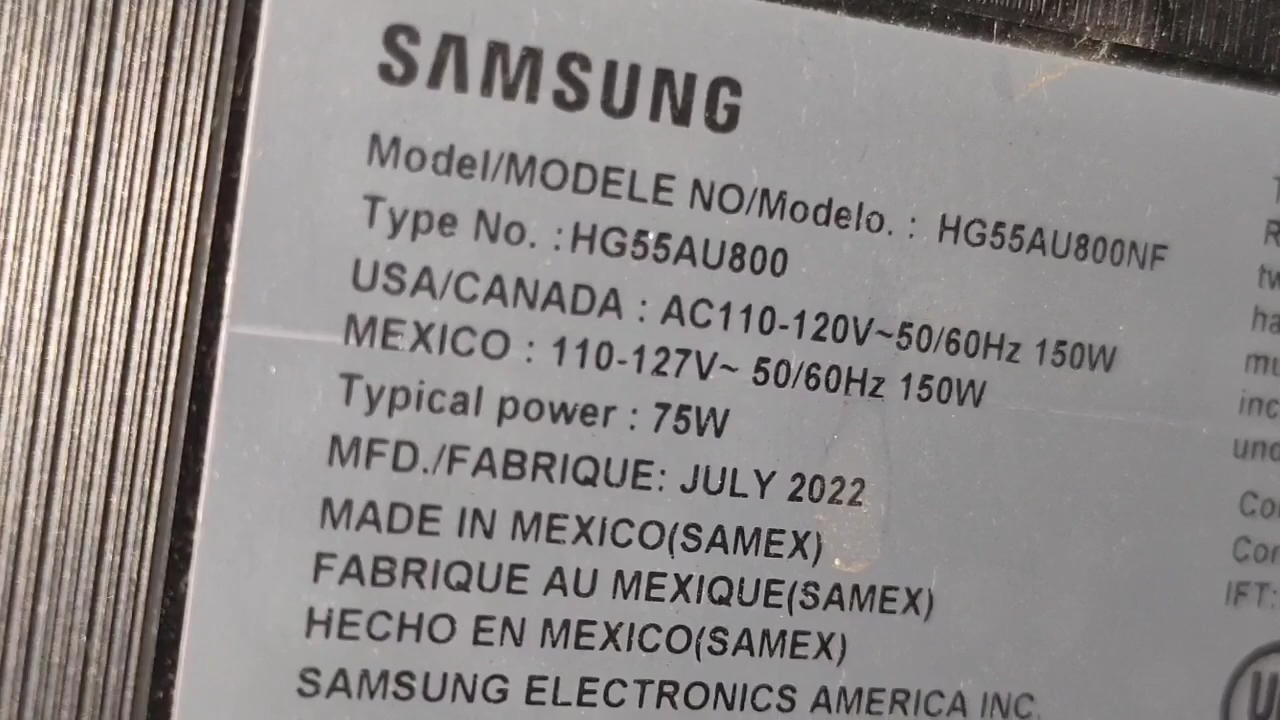 SAMSUNG
Model/MODELE NO/Modelo. : HG55AU800NF
Type No. :HG55AU800
USA/CANADA : AC110-120V~50/60Hz 150W
MEXICO : 110-127V~ 50/60Hz 150W
Typical power : 75W
MFD./FABRIQUE: JULY 2022
MADE IN MEXICO(SAMEX)
FABRIQUE AU MEXIQUE(SAMEX)
HECHO EN MEXICO(SAMEX)
SAMSUNG ELECTRONICS AMERICA INC.
IFT: